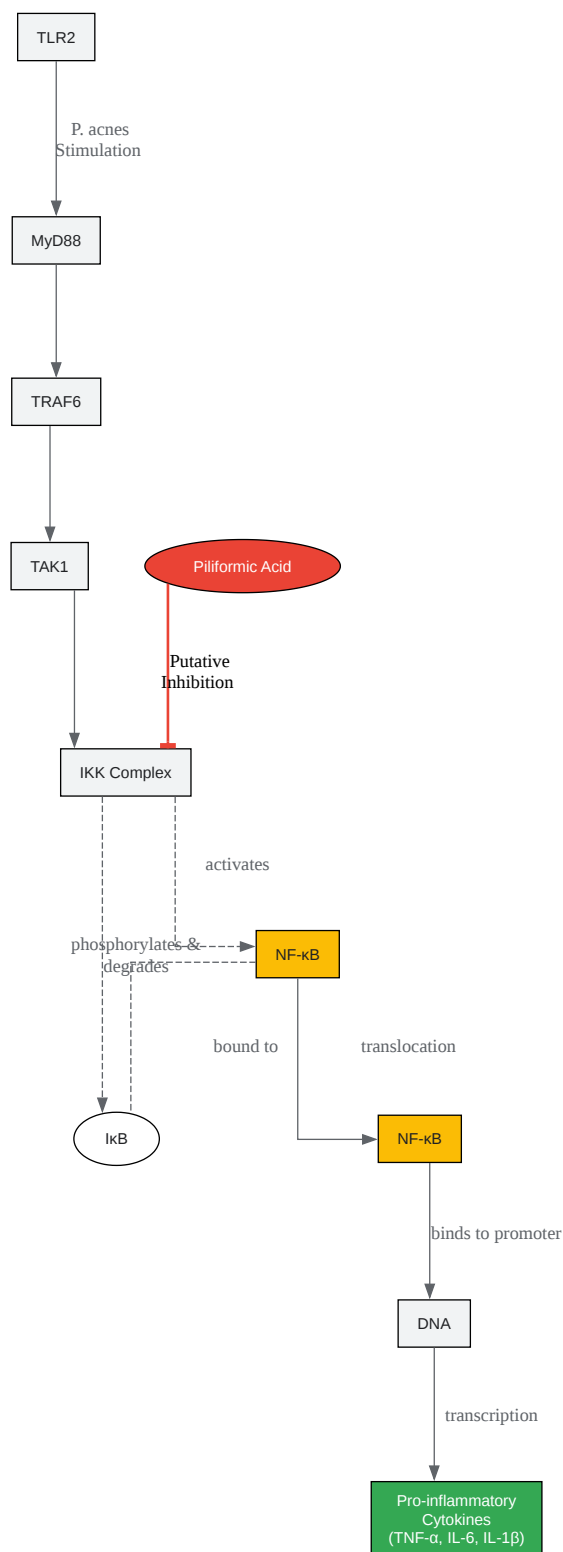 TLR2
P. acnes
Stimulation
MyD88
TRAF6
TAK1
Piliformic Acid
Putative
Inhibition
IKK Complex
activates
phosphorylates &
degrades
NF-κB
bound to
translocation
IκB
NF-κB
binds to promoter
DNA
transcription
Pro-inflammatory
Cytokines
(TNF-α, IL-6, IL-1β)